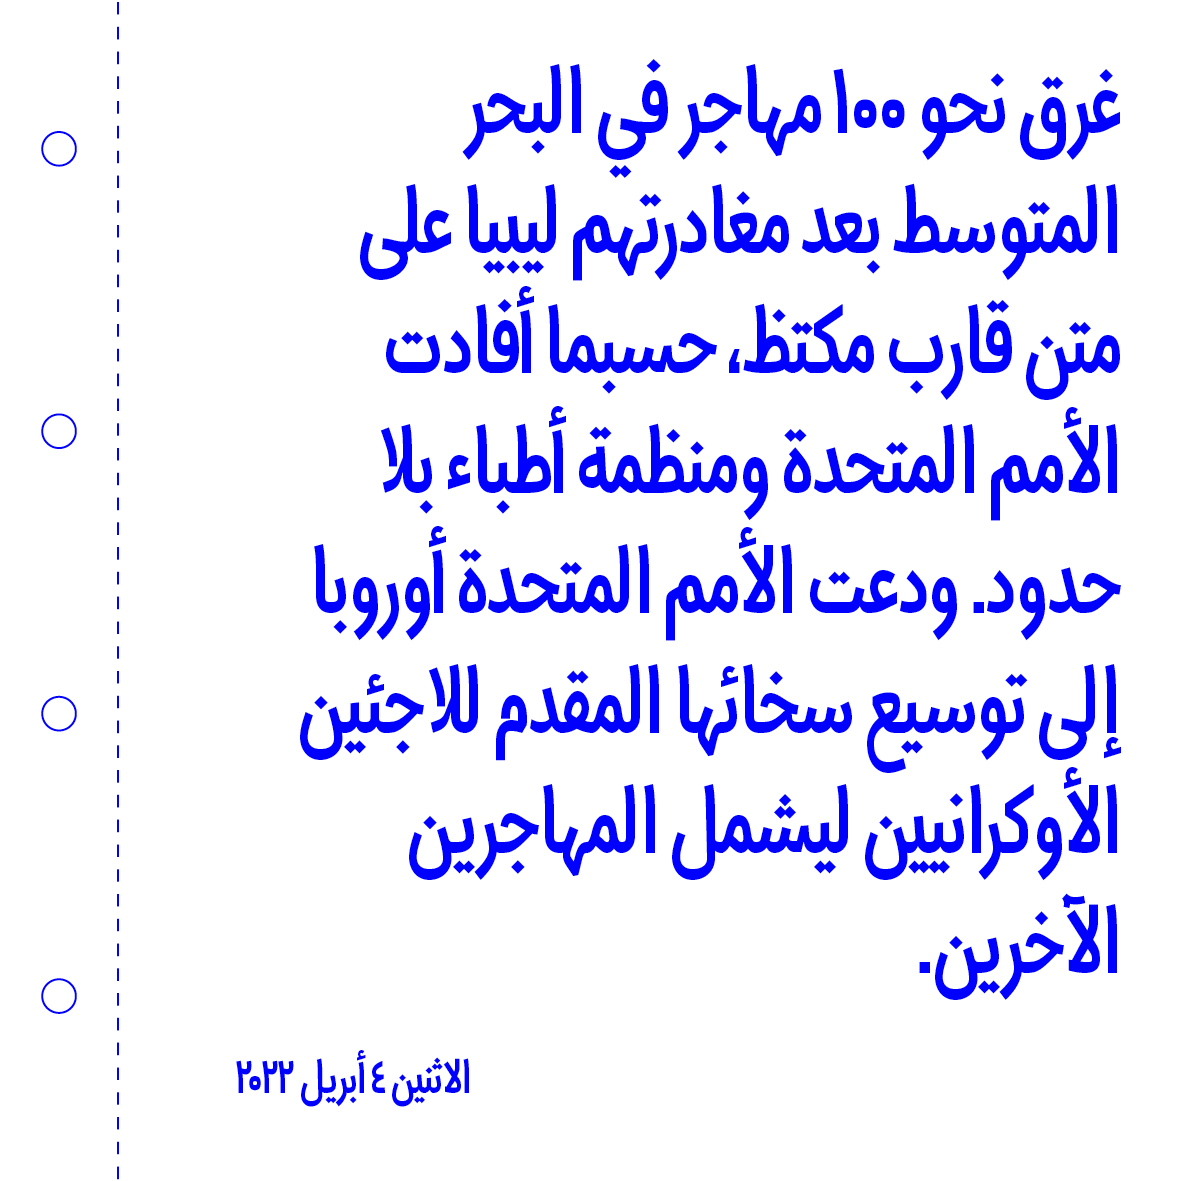 غرق نحو ١٠٠ مهاجر في البحر
المتوسط بعد مغادرتهم ليبيا على
متن قارب مكتظ، حسبما أفادت
الأمم المتحدة ومنظمة أطباء بلا
حدود. ودعت الأمم المتحدة أوروبا
إلى توسيع سخائها المقدم للاجئين
الأوكرانيين ليشمل المهاجرين
الآخرين.
الاثنين ٤ أبريل ٢٠٢٢